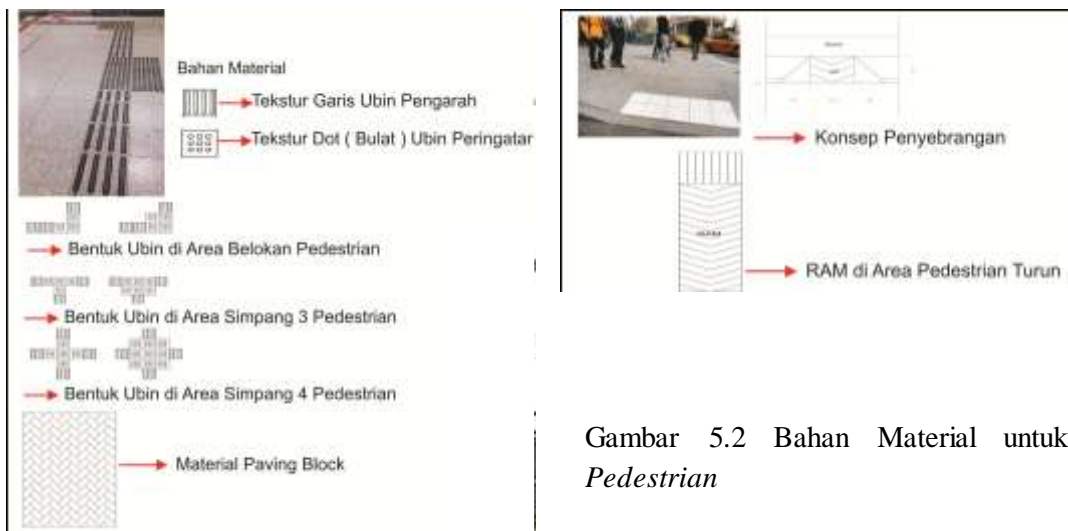 Bahan Material
Tekstur Garis Ubin Pengarah
Tekstur Dot ( Bulat ) Ubin Peringatan
Bentuk Ubin di Area Belokan Pedestrian
Bentuk Ubin di Area Simpang 3 Pedestrian
Bentuk Ubin di Area Simpang 4 Pedestrian
Material Paving Block
Konsep Penyebrangan
RAM di Area Pedestrian Turun
Gambar 5.2 Bahan Material untuk
Pedestrian